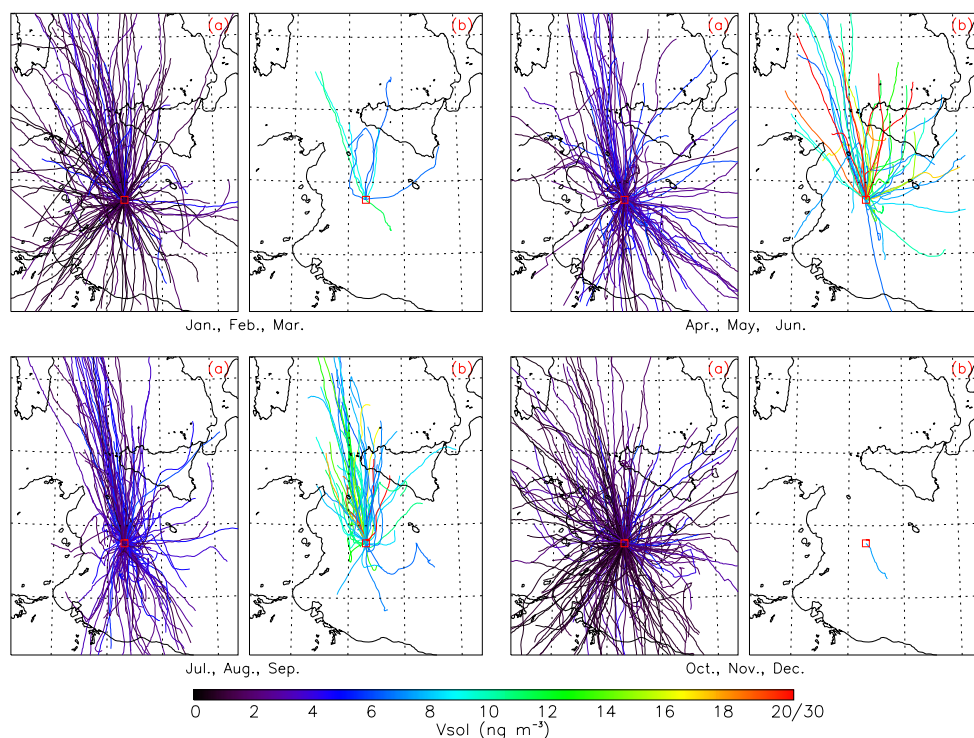 (a) (b) (a) (b)
Jan., Feb., Mar. Apr., May, Jun.
(a) (b) (a) (b)
Jul., Aug., Sep. Oct., Nov., Dec.
0 2 4 6 8 10 12 14 16 18 20/30
Vsol (ng m⁻³)